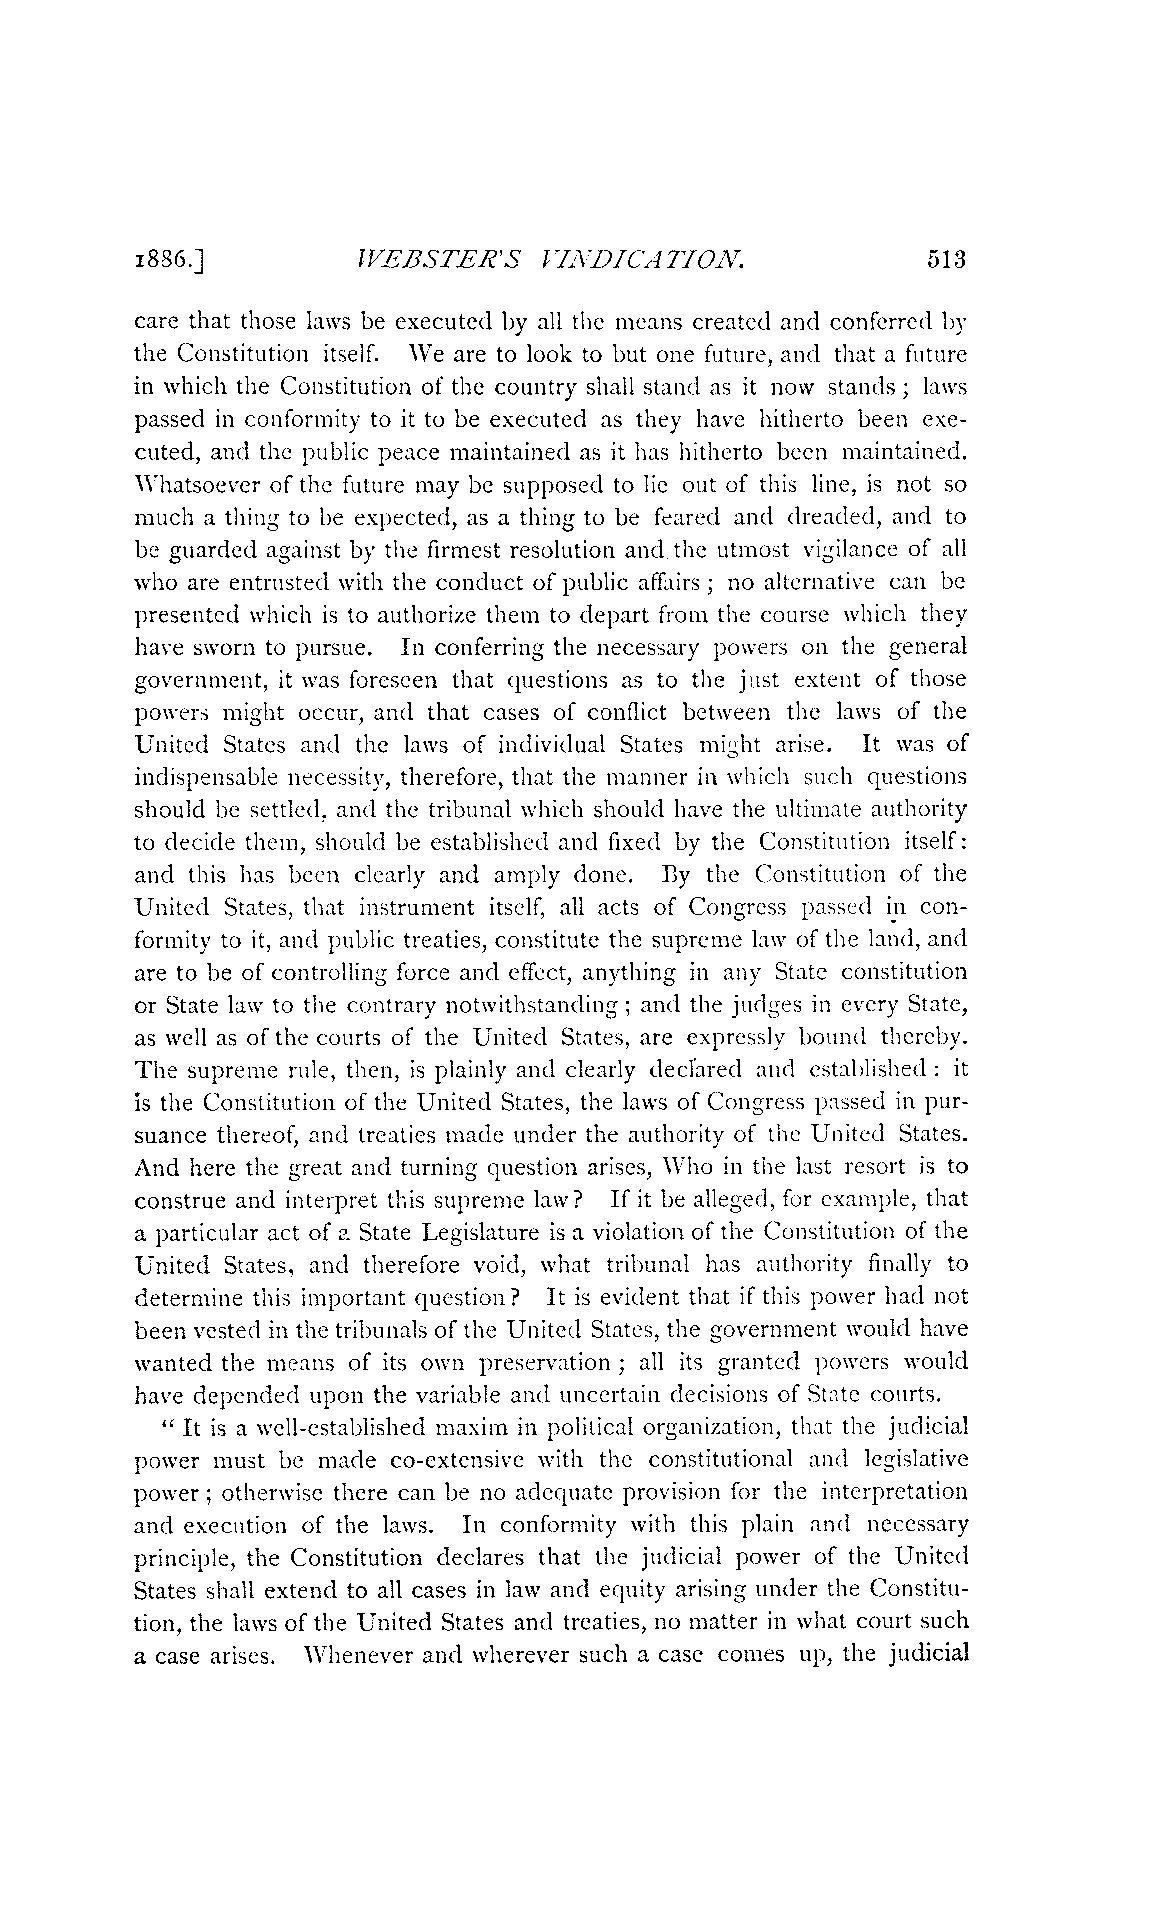 1886.] WEBSTER'S VINDICATION. 513
care that those laws be executed by all the means created and conferred by
the Constitution itself. We are to look to but one future, and that a future
in which the Constitution of the country shall stand as it now stands; laws
passed in conformity to it to be executed as they have hitherto been exe-
cuted, and the public peace maintained as it has hitherto been maintained.
Whatsoever of the future may be supposed to lie out of this line, is not so
much a thing to be expected, as a thing to be feared and dreaded, and to
be guarded against by the firmest resolution and the utmost vigilance of all
who are entrusted with the conduct of public affairs; no alternative can be
presented which is to authorize them to depart from the course which they
have sworn to pursue. In conferring the necessary powers on the general
government, it was foreseen that questions as to the just extent of those
powers might occur, and that cases of conflict between the laws of the
United States and the laws of individual States might arise. It was of
indispensable necessity, therefore, that the manner in which such questions
should be settled, and the tribunal which should have the ultimate authority
to decide them, should be established and fixed by the Constitution itself:
and this has been clearly and amply done. By the Constitution of the
United States, that instrument itself, all acts of Congress passed in con-
formity to it, and public treaties, constitute the supreme law of the land, and
are to be of controlling force and effect, anything in any State constitution
or State law to the contrary notwithstanding; and the judges in every State,
as well as of the courts of the United States, are expressly bound thereby.
The supreme rule, then, is plainly and clearly declared and established: it
is the Constitution of the United States, the laws of Congress passed in pur-
suance thereof, and treaties made under the authority of the United States.
And here the great and turning question arises, Who in the last resort is to
construe and interpret this supreme law? If it be alleged, for example, that
a particular act of a State Legislature is a violation of the Constitution of the
United States, and therefore void, what tribunal has authority finally to
determine this important question? It is evident that if this power had not
been vested in the tribunals of the United States, the government would have
wanted the means of its own preservation; all its granted powers would
have depended upon the variable and uncertain decisions of State courts.
"It is a well-established maxim in political organization, that the judicial
power must be made co-extensive with the constitutional and legislative
power; otherwise there can be no adequate provision for the interpretation
and execution of the laws. In conformity with this plain and necessary
principle, the Constitution declares that the judicial power of the United
States shall extend to all cases in law and equity arising under the Constitu-
tion, the laws of the United States and treaties, no matter in what court such
a case arises. Whenever and wherever such a case comes up, the judicial